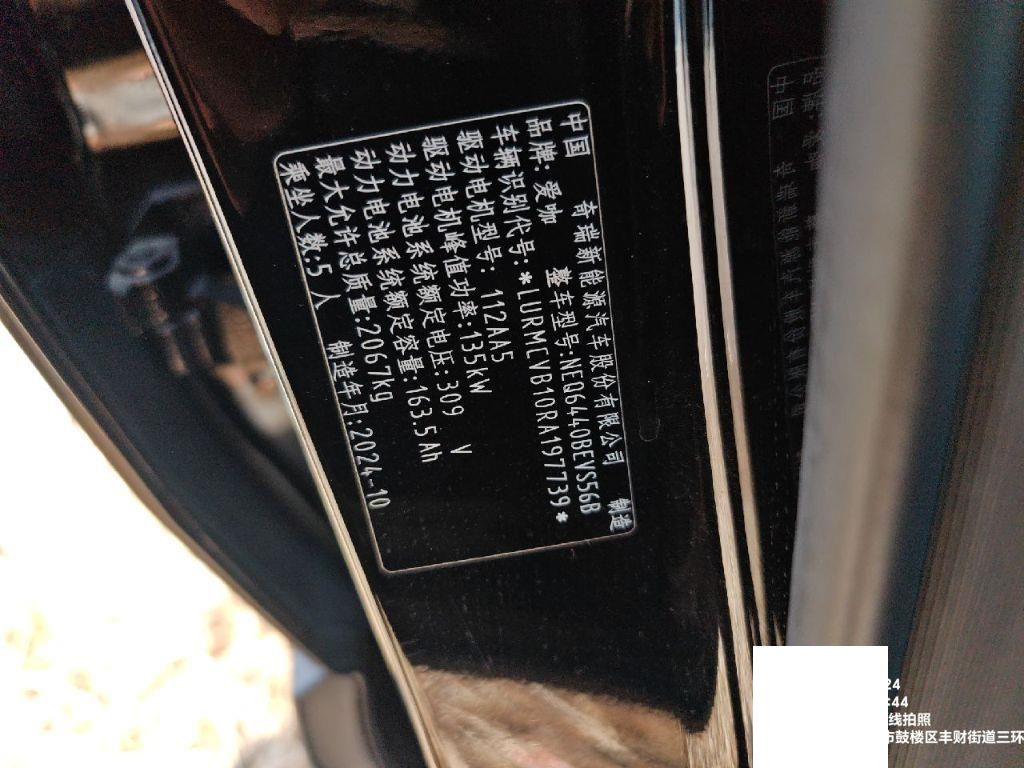 中国 奇瑞新能源汽车股份有限公司 制造
品牌: 爱咖 整车型号:NEQ6440BEVS56B
车辆识别代号: *LURMCVB10RA197739*
驱动电机型号: 112AA5
驱动电机峰值功率:135kW
动力电池系统额定电压:309 V
动力电池系统额定容量:163.5Ah
最大允许总质量:2067kg
乘坐人数:5人 制造年月:2024-10
24
:44
线拍照
市鼓楼区丰财街道三环